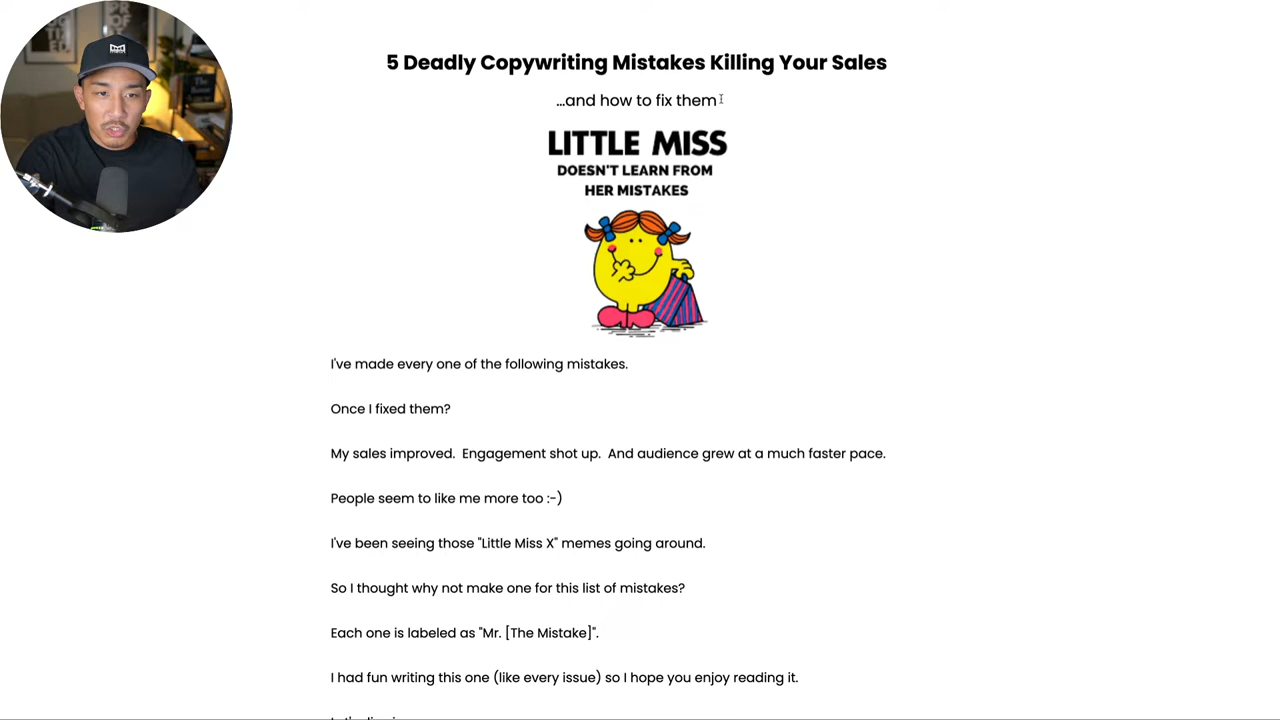 5 Deadly Copywriting Mistakes Killing Your Sales
...and how to fix them
LITTLE MISS
DOESN'T LEARN FROM
HER MISTAKES
I've made every one of the following mistakes.
Once I fixed them?
My sales improved.  Engagement shot up.  And audience grew at a much faster pace.
People seem to like me more too :-)
I've been seeing those "Little Miss X" memes going around.
So I thought why not make one for this list of mistakes?
Each one is labeled as "Mr. [The Mistake]".
I had fun writing this one (like every issue) so I hope you enjoy reading it.